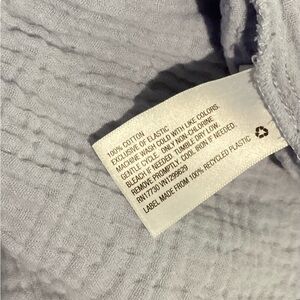 100% COTTON
EXCLUSIVE OF ELASTIC
MACHINE WASH COLD WITH LIKE COLORS.
GENTLE CYCLE. ONLY NON-CHLORINE
BLEACH IF NEEDED. TUMBLE DRY LOW.
REMOVE PROMPTLY. COOL IRON IF NEEDED.
RN17730 VN1299629
LABEL MADE FROM 100% RECYCLED PLASTIC